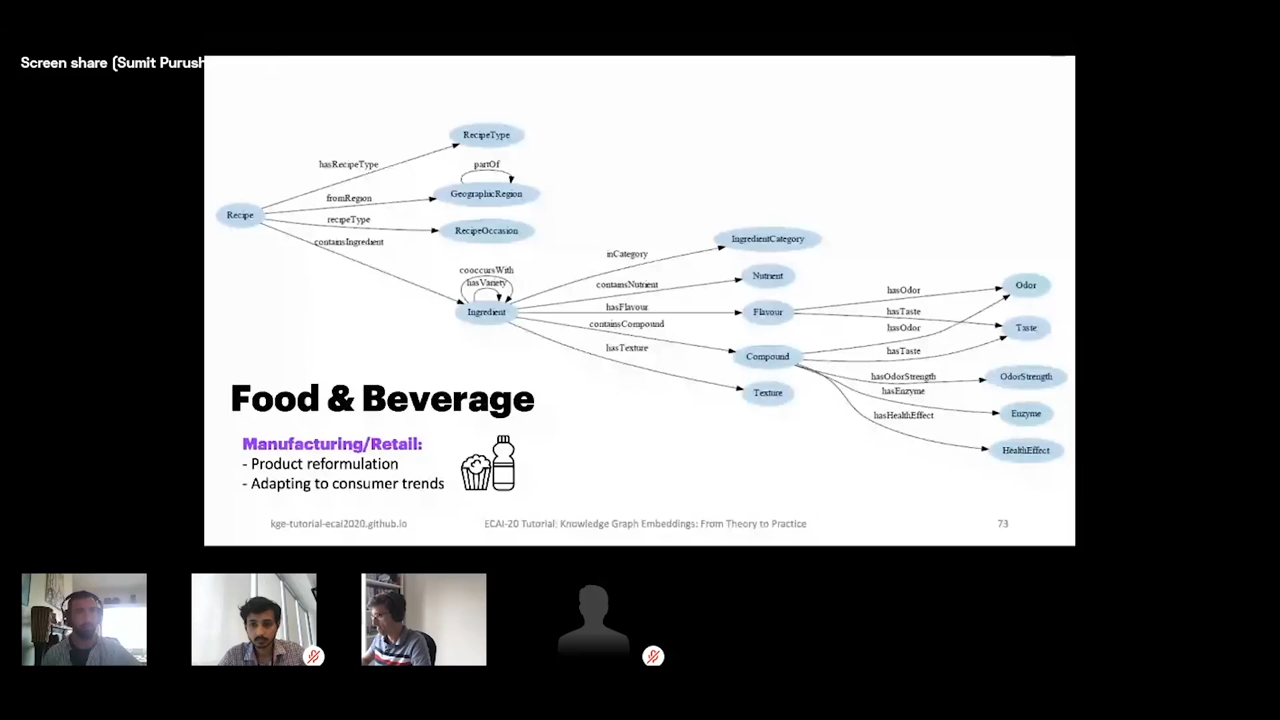 Screen share (Sumit Purush
RecipeType
hasRecipeType
partOf
GeographicRegion
fromRegion
Recipe
recipeType
RecipeOccasion
containsIngredient
cooccursWith
hasVariety
Ingredient
inCategory
IngredientCategory
containsNutrient
Nutrient
hasFlavour
Flavour
containsCompound
Compound
hasTexture
Texture
hasOdor
Odor
hasTaste
Taste
hasOdor
hasTaste
hasOdorStrength
OdorStrength
hasEnzyme
Enzyme
hasHealthEffect
HealthEffect
Food & Beverage
Manufacturing/Retail:
- Product reformulation
- Adapting to consumer trends
kge-tutorial-ecai2020.github.io
ECAI-20 Tutorial: Knowledge Graph Embeddings: From Theory to Practice
73